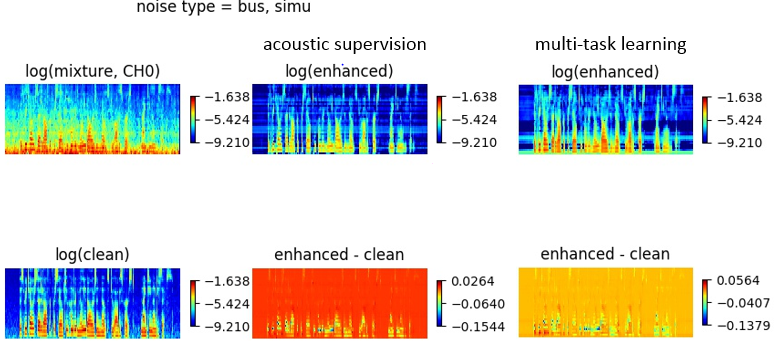 noise type = bus, simu
acoustic supervision
multi-task learning
log(mixture, CH0)
log(enhanced)
log(enhanced)
−1.638
−5.424
−9.210
−1.638
−5.424
−9.210
−1.638
−5.424
−9.210
log(clean)
enhanced - clean
enhanced - clean
−1.638
−5.424
−9.210
0.0264
−0.0640
−0.1544
0.0564
−0.0407
−0.1379